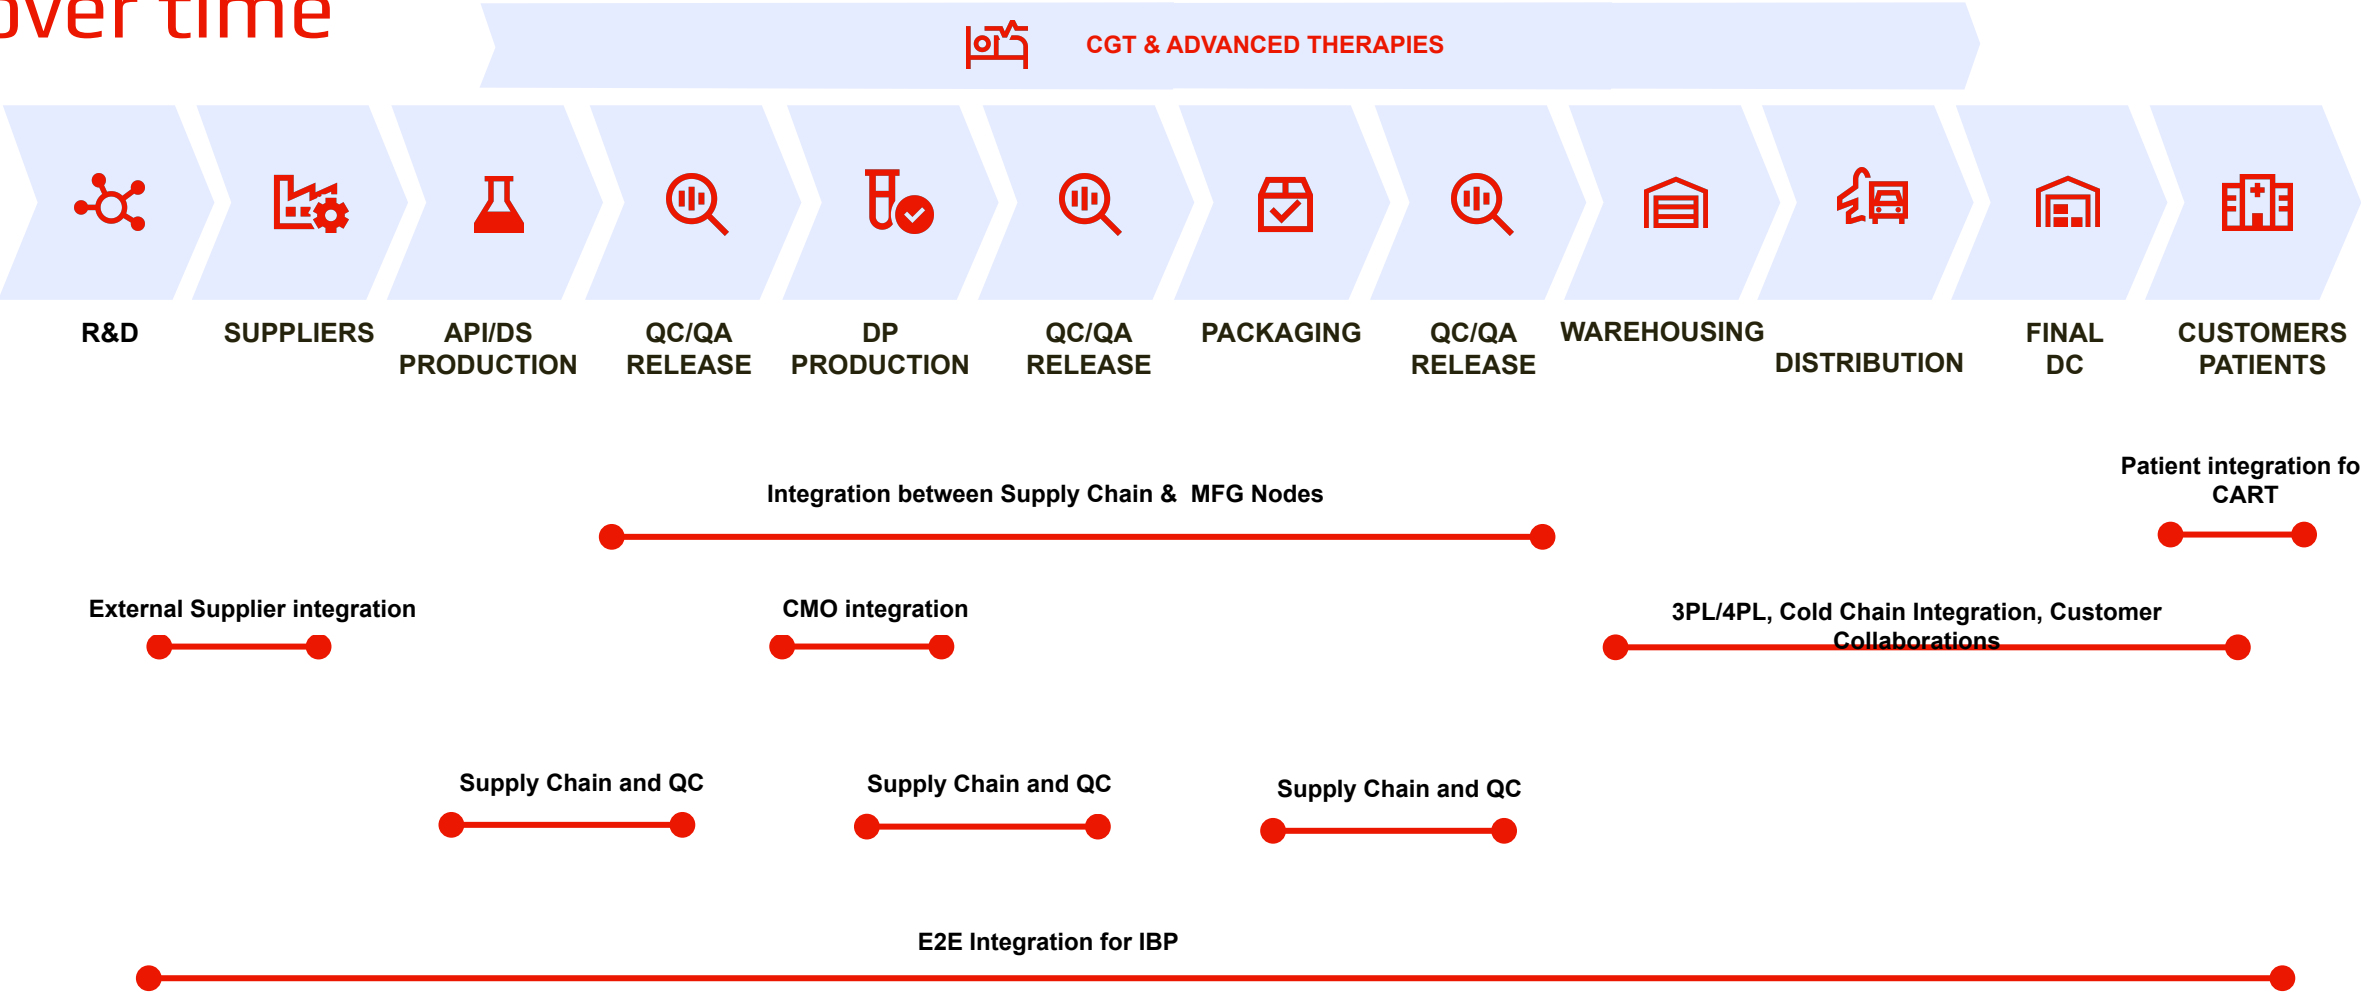 over time
CGT & ADVANCED THERAPIES
R&D
SUPPLIERS
API/DS
PRODUCTION
QC/QA
RELEASE
DP
PRODUCTION
QC/QA
RELEASE
PACKAGING
QC/QA
RELEASE
WAREHOUSING
DISTRIBUTION
FINAL
DC
CUSTOMERS
PATIENTS
Integration between Supply Chain & MFG Nodes
Patient integration fo
CART
External Supplier integration
CMO integration
3PL/4PL, Cold Chain Integration, Customer
Collaborations
Supply Chain and QC
Supply Chain and QC
Supply Chain and QC
E2E Integration for IBP